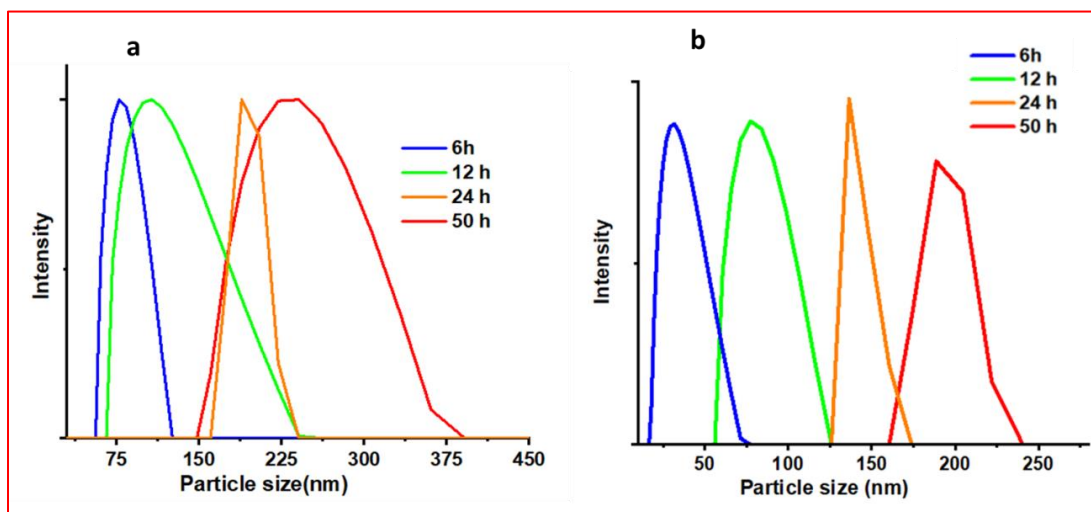 a
6h
12 h
24 h
50 h
Intensity
75 150 225 300 375 450
Particle size(nm)
b
6h
12 h
24 h
50 h
Intensity
50 100 150 200 250
Particle size (nm)